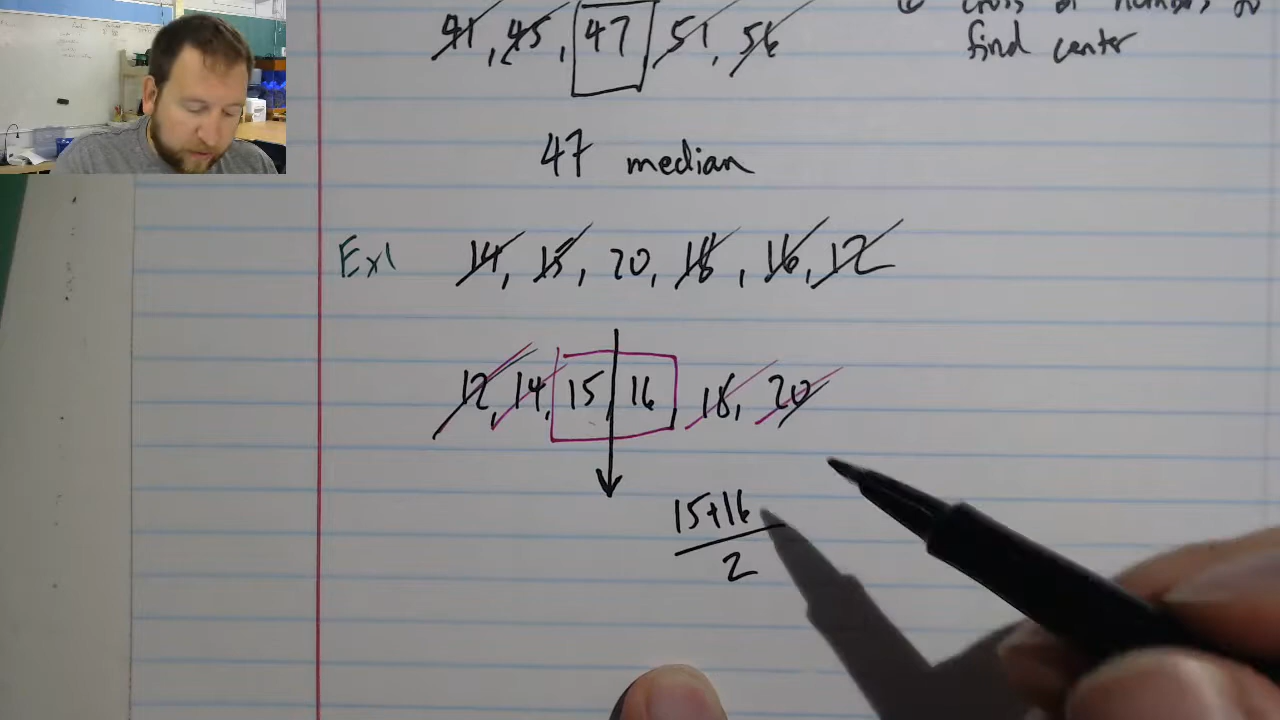 41, 45, 47, 51, 56
find center
47 median
Ex1 14, 15, 20, 18, 16, 12
12, 14, 15 16 18, 20
15+16
2